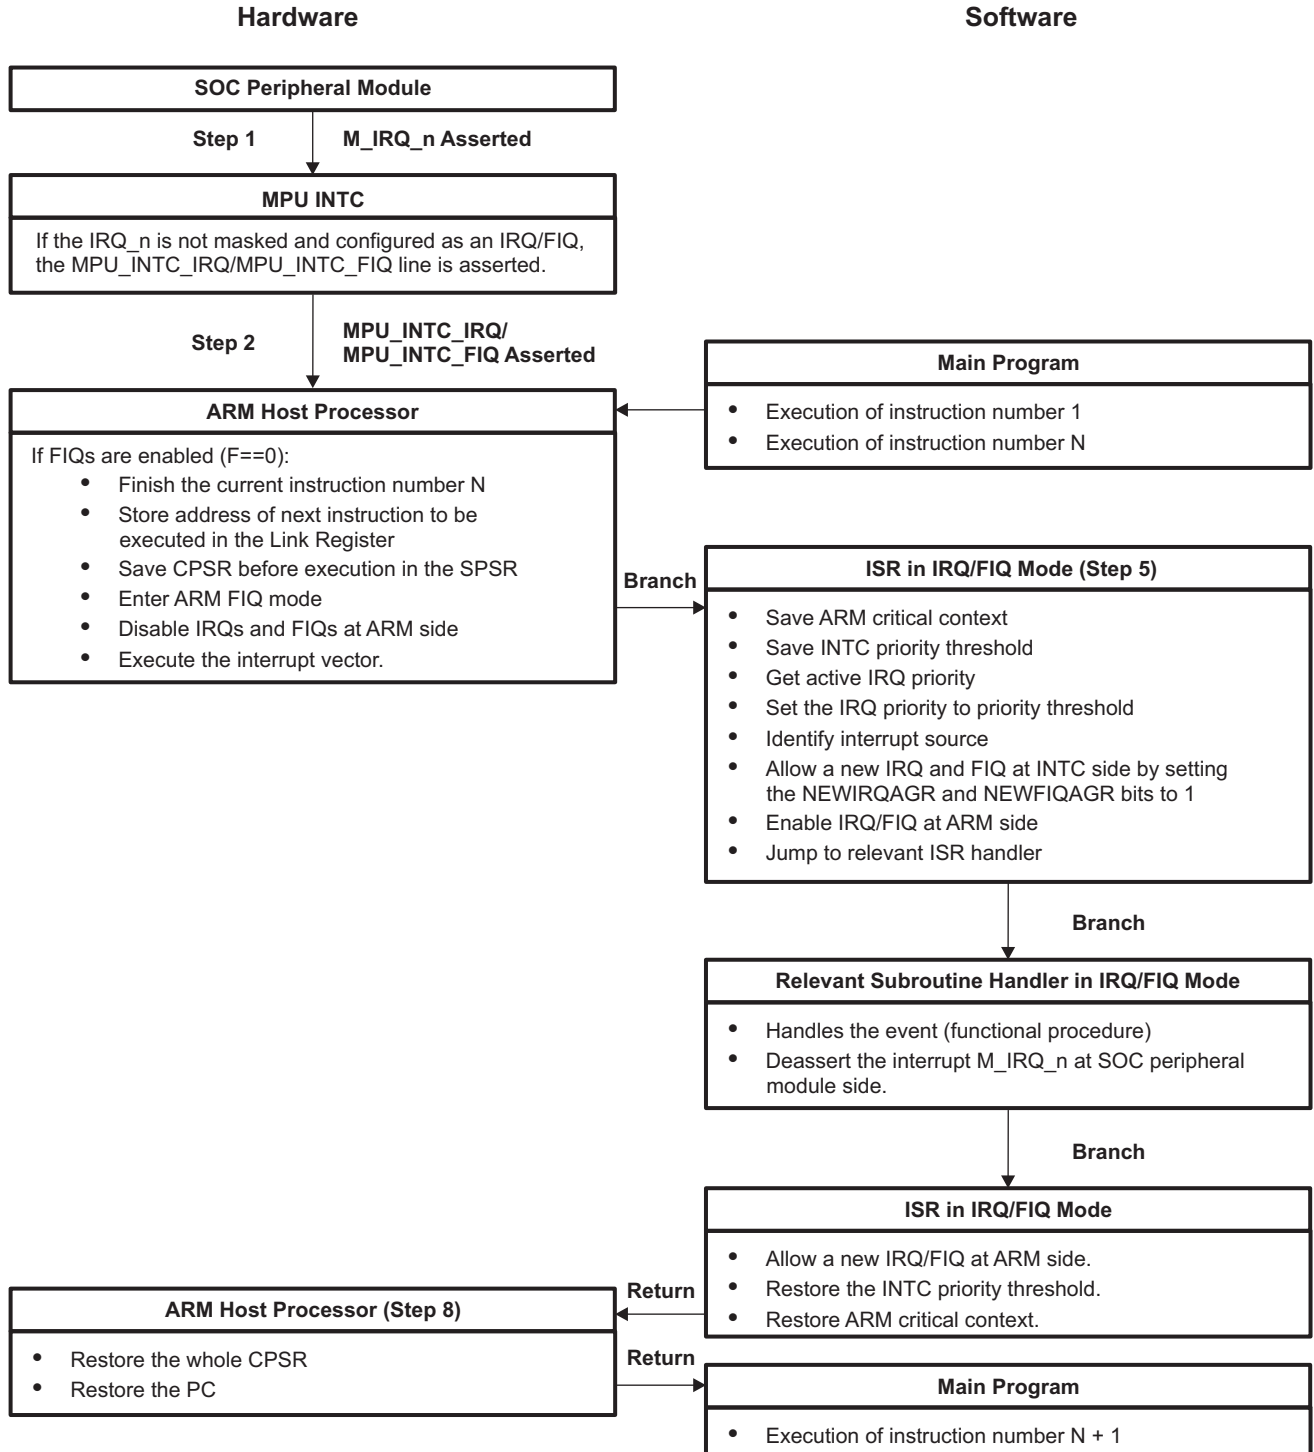 Hardware
Software
SOC Peripheral Module
Step 1
M_IRQ_n Asserted
MPU INTC
If the IRQ_n is not masked and configured as an IRQ/FIQ,
the MPU_INTC_IRQ/MPU_INTC_FIQ line is asserted.
Step 2
MPU_INTC_IRQ/
MPU_INTC_FIQ Asserted
Main Program
• Execution of instruction number 1
• Execution of instruction number N
ARM Host Processor
If FIQs are enabled (F==0):
• Finish the current instruction number N
• Store address of next instruction to be
executed in the Link Register
• Save CPSR before execution in the SPSR
• Enter ARM FIQ mode
• Disable IRQs and FIQs at ARM side
• Execute the interrupt vector.
Branch
ISR in IRQ/FIQ Mode (Step 5)
• Save ARM critical context
• Save INTC priority threshold
• Get active IRQ priority
• Set the IRQ priority to priority threshold
• Identify interrupt source
• Allow a new IRQ and FIQ at INTC side by setting
the NEWIRQAGR and NEWFIQAGR bits to 1
• Enable IRQ/FIQ at ARM side
• Jump to relevant ISR handler
Branch
Relevant Subroutine Handler in IRQ/FIQ Mode
• Handles the event (functional procedure)
• Deassert the interrupt M_IRQ_n at SOC peripheral
module side.
Branch
ISR in IRQ/FIQ Mode
• Allow a new IRQ/FIQ at ARM side.
• Restore the INTC priority threshold.
• Restore ARM critical context.
Return
ARM Host Processor (Step 8)
• Restore the whole CPSR
• Restore the PC
Return
Main Program
• Execution of instruction number N + 1